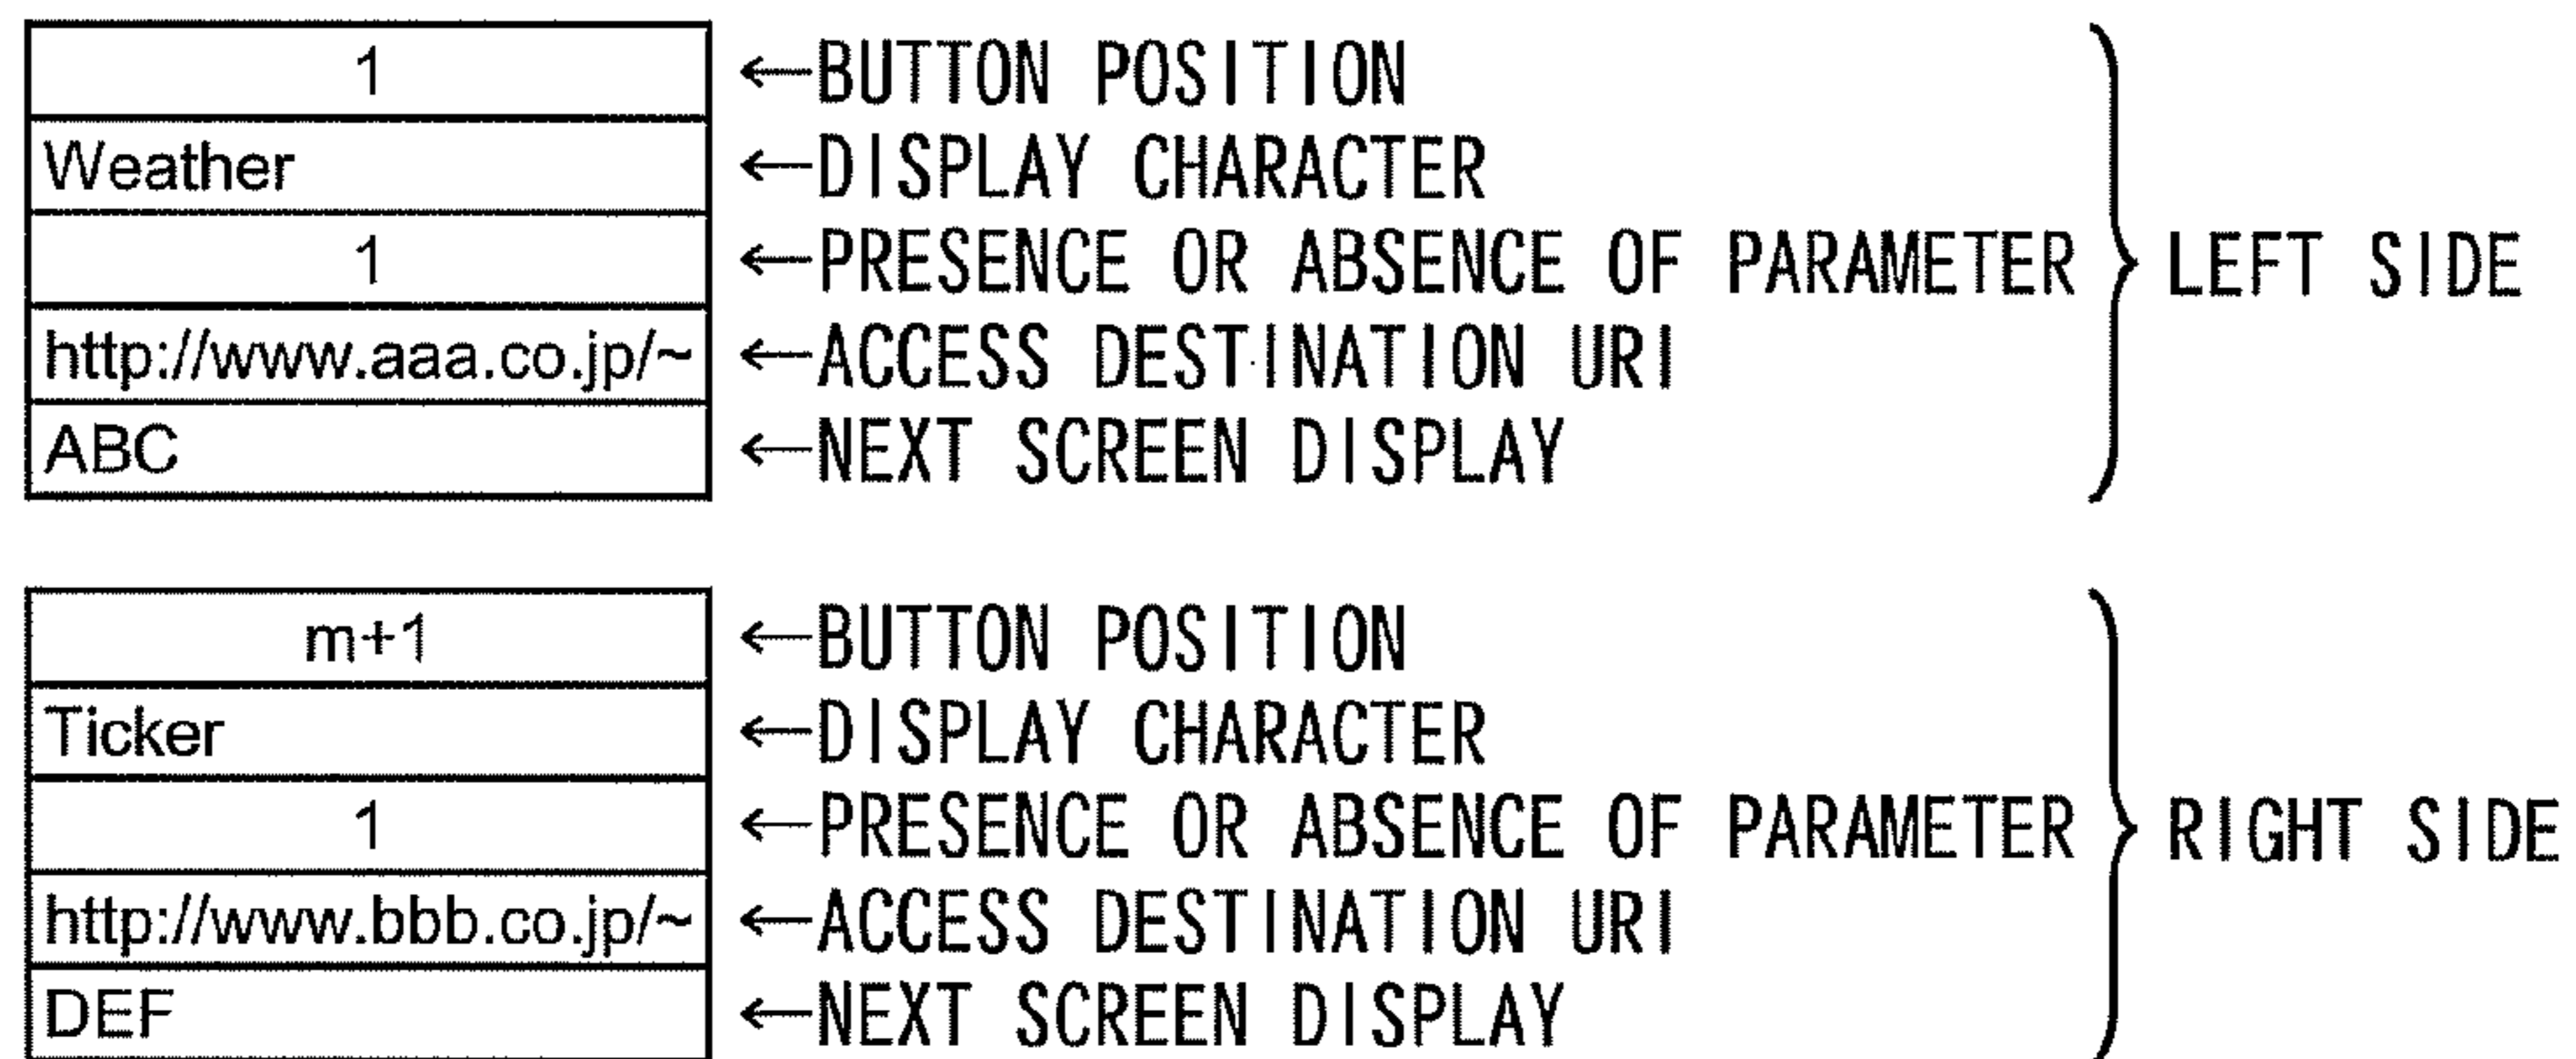 1 ←BUTTON POSITION
Weather ←DISPLAY CHARACTER
1 ←PRESENCE OR ABSENCE OF PARAMETER LEFT SIDE
http://www.aaa.co.jp/~ ←ACCESS DESTINATION URI
ABC ←NEXT SCREEN DISPLAY
m+1 ←BUTTON POSITION
Ticker ←DISPLAY CHARACTER
1 ←PRESENCE OR ABSENCE OF PARAMETER RIGHT SIDE
http://www.bbb.co.jp/~ ←ACCESS DESTINATION URI
DEF ←NEXT SCREEN DISPLAY